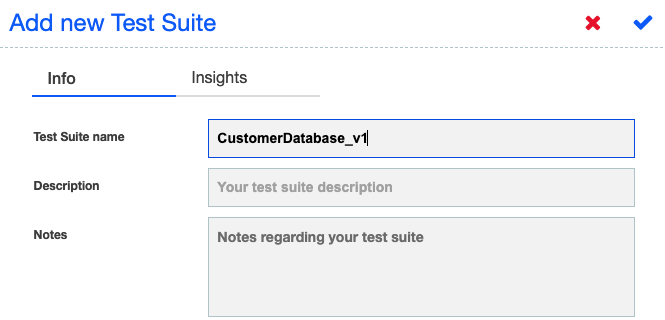 Add new Test Suite
Info Insights
Test Suite name CustomerDatabase_v1
Description Your test suite description
Notes Notes regarding your test suite